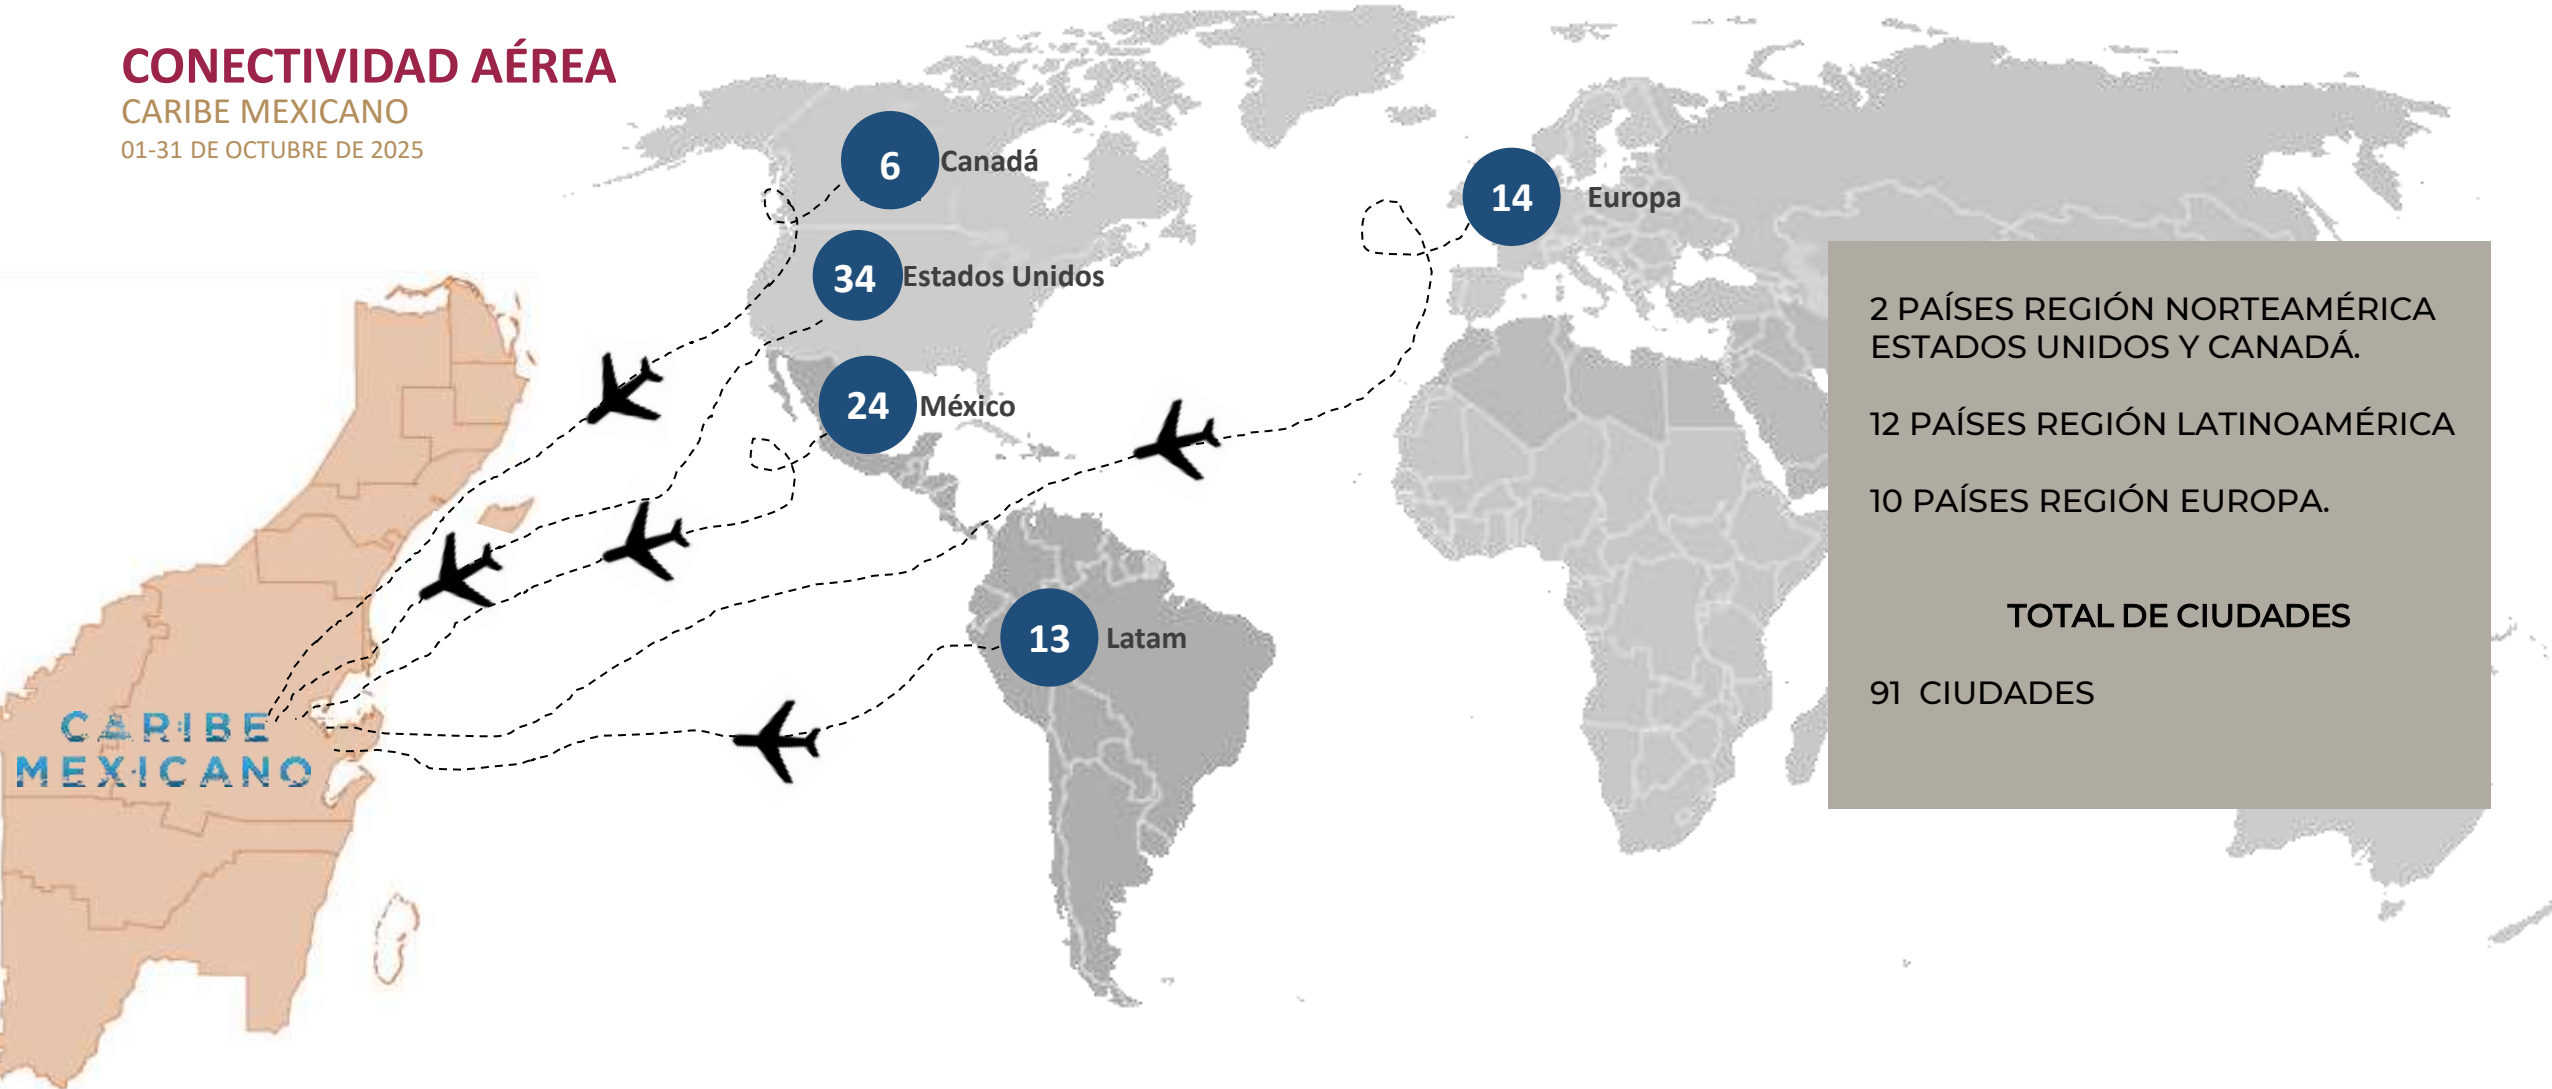 CONECTIVIDAD AÉREA
CARIBE MEXICANO
01-31 DE OCTUBRE DE 2025
6 Canadá
14 Europa
34 Estados Unidos
24 México
13 Latam
CARIBE
MEXICANO
2 PAÍSES REGIÓN NORTEAMÉRICA
ESTADOS UNIDOS Y CANADÁ.
12 PAÍSES REGIÓN LATINOAMÉRICA
10 PAÍSES REGIÓN EUROPA.
TOTAL DE CIUDADES
91 CIUDADES